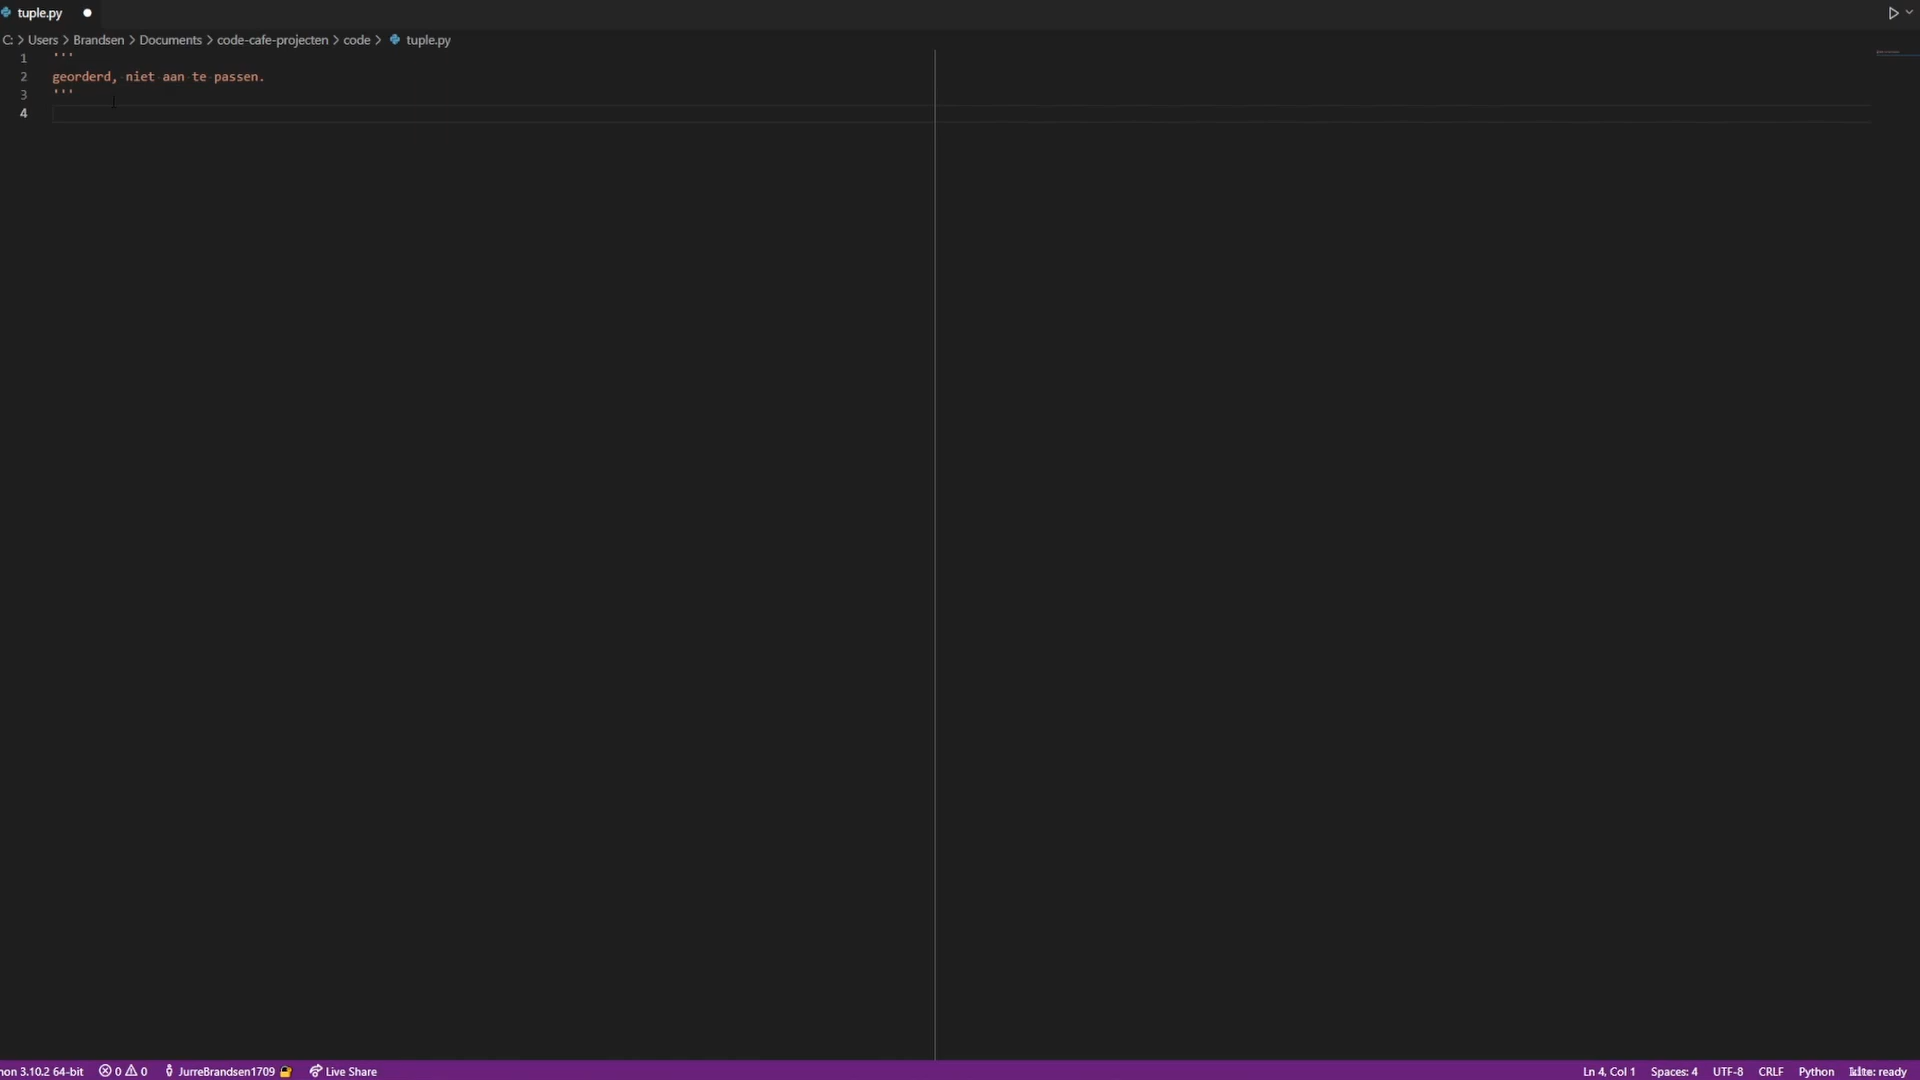 tuple.py
C: > Users > Brandsen > Documents > code-cafe-projecten > code > tuple.py
1 '''
2 georderd, niet aan te passen.
3 '''
4
hon 3.10.2 64-bit 0 0 JurreBrandsen1709 Live Share Ln 4, Col 1 Spaces: 4 UTF-8 CRLF Python ready